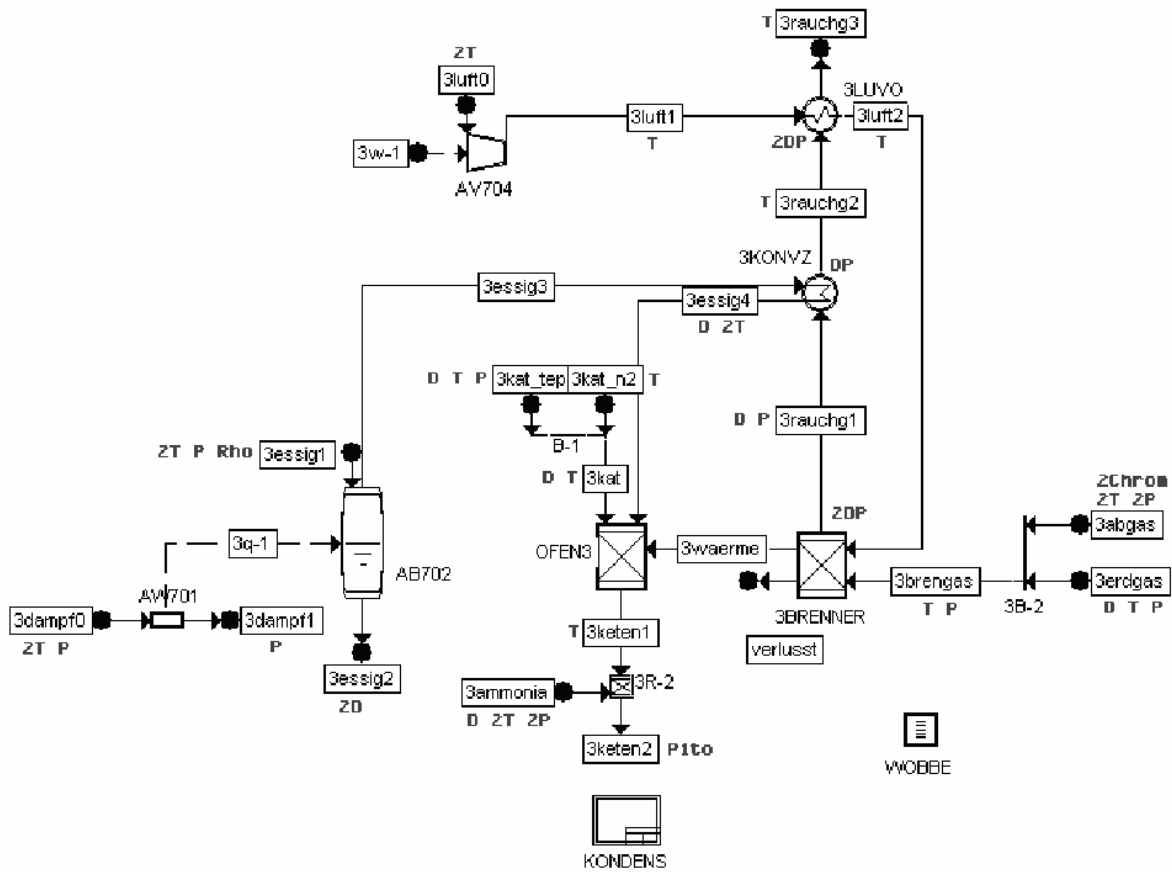 T 3rauchg3
2T
3luft0
3LUVO
3luft1
3luft2
T
2DP
T
3w-1
AV704
T 3rauchg2
3KONVZ
DP
3essig3
3essig4
D 2T
D T P 3kat_tep 3kat_n2 T
D P 3rauchg1
B-1
2T P Rho 3essig1
D T 3kat
2Chrom
2T 2P
2DP
3abgas
3q-1
OFEN3
3waerme
AB702
3brengas
3erdgas
AW701
T P
3B-2
D T P
3dampf0
3dampf1
3BRENNER
2T P
P
T 3keten1
verlusst
3essig2
3ammonia
3R-2
2D
D 2T 2P
3keten2 Pito
WOBBE
KONDENS